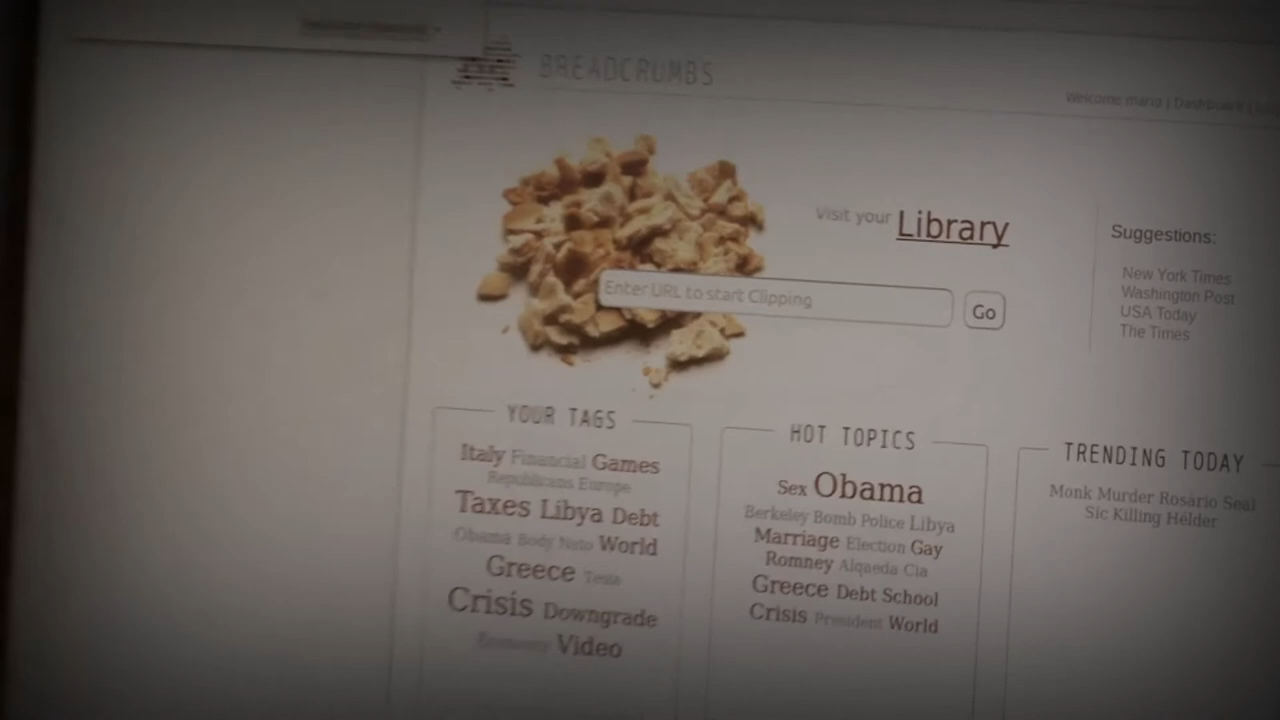 BREADCRUMBS
Welcome mario | Dashboard |
Visit your Library
Suggestions:
New York Times
Washington Post
USA Today
The Times
Enter URL to start Clipping
Go
YOUR TAGS
Italy Financial Games
Republicans Europe
Taxes Libya Debt
Obama Body Nato World
Greece
Crisis Downgrade
Economy Video
HOT TOPICS
Sex Obama
Berkeley Bomb Police Libya
Marriage Election Gay
Romney Alqaeda Cia
Greece Debt School
Crisis President World
TRENDING TODAY
Monk Murder Rosario Seal
Sic Killing Helder